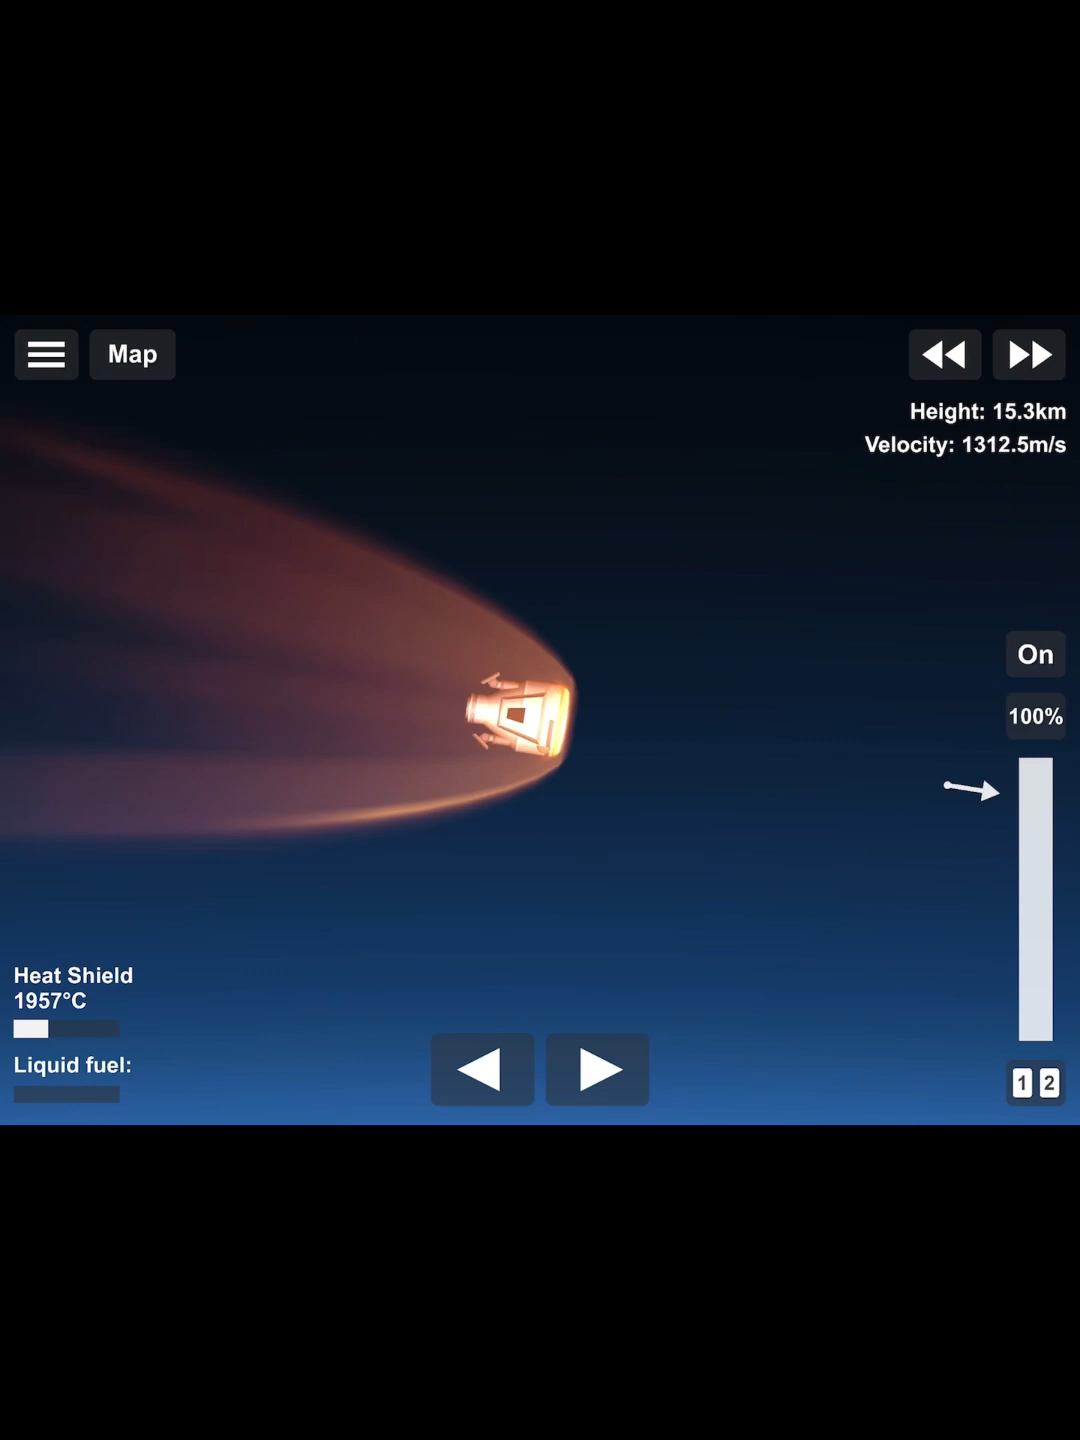 Map
Height: 15.3km
Velocity: 1312.5m/s
On
100%
Heat Shield
1957°C
Liquid fuel:
1 2